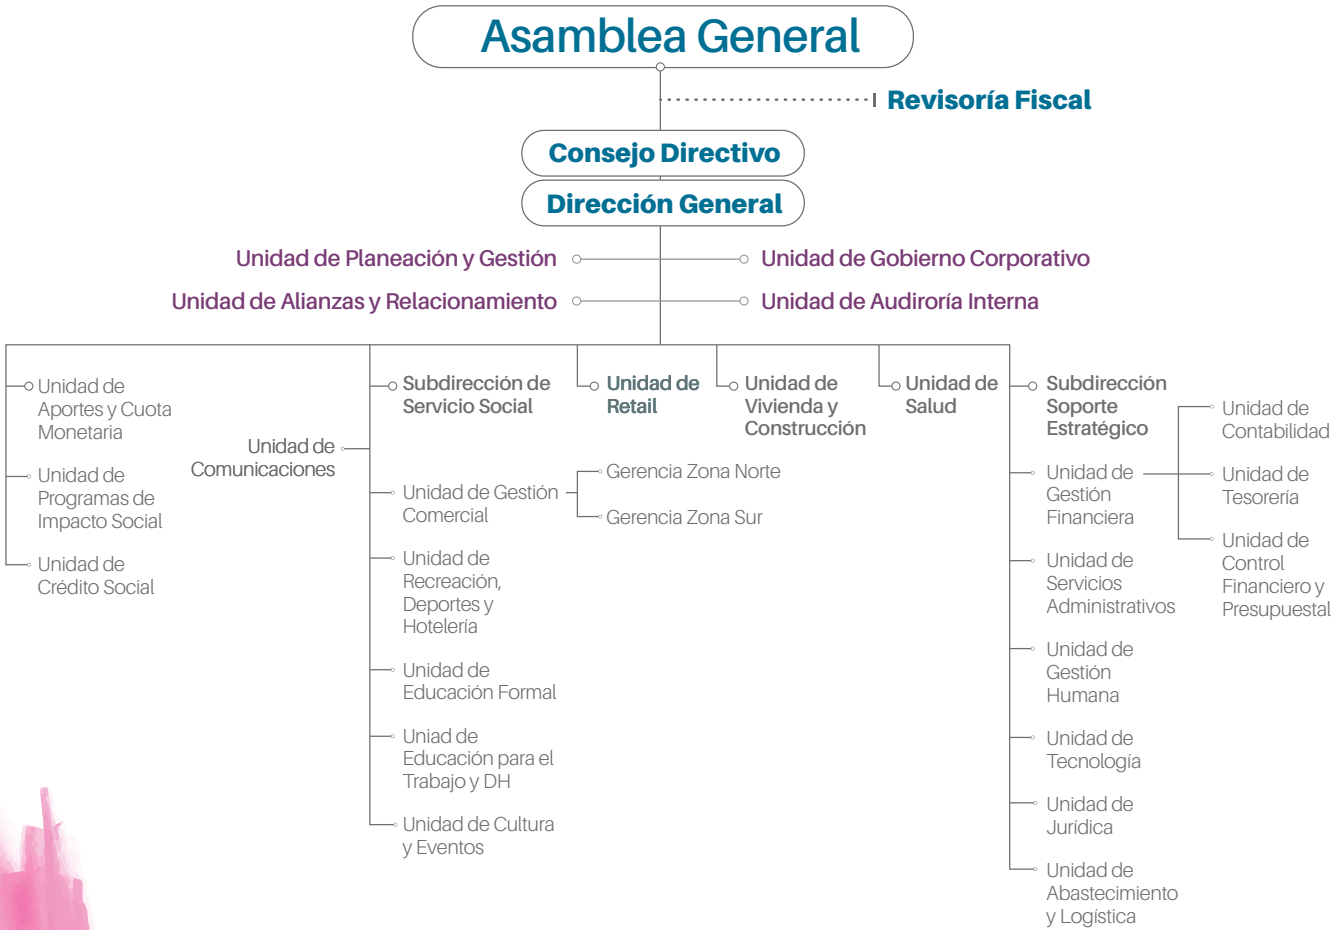 Asamblea General
Revisoría Fiscal
Consejo Directivo
Dirección General
Unidad de Planeación y Gestión
Unidad de Gobierno Corporativo
Unidad de Alianzas y Relacionamiento
Unidad de Audiroría Interna
Unidad de
Aportes y Cuota
Monetaria
Unidad de
Programas de
Impacto Social
Unidad de
Crédito Social
Unidad de
Comunicaciones
Subdirección de
Servicio Social
Unidad de Gestión
Comercial
Gerencia Zona Norte
Gerencia Zona Sur
Unidad de
Recreación,
Deportes y
Hotelería
Unidad de
Educación Formal
Uniad de
Educación para el
Trabajo y DH
Unidad de Cultura
y Eventos
Unidad de
Retail
Unidad de
Vivienda y
Construcción
Unidad de
Salud
Subdirección
Soporte
Estratégico
Unidad de
Gestión
Financiera
Unidad de
Contabilidad
Unidad de
Tesorería
Unidad de
Control
Financiero y
Presupuestal
Unidad de
Servicios
Administrativos
Unidad de
Gestión
Humana
Unidad de
Tecnología
Unidad de
Jurídica
Unidad de
Abastecimiento
y Logística